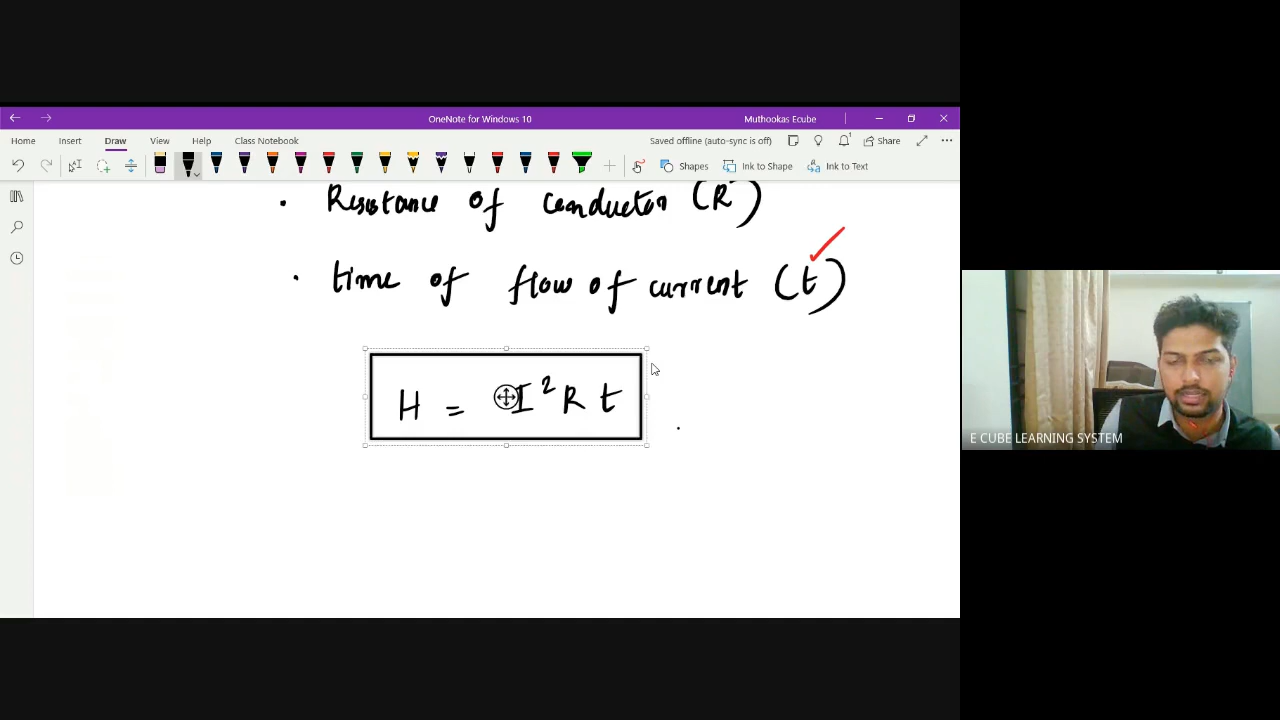 OneNote for Windows 10
Muthookas Ecube
Home Insert Draw View Help Class Notebook
Saved offline (auto-sync is off)
Share
Shapes Ink to Shape Ink to Text
. Resistance of conductor (R)
. time of flow of current (t)
H = I² R t
E CUBE LEARNING SYSTEM